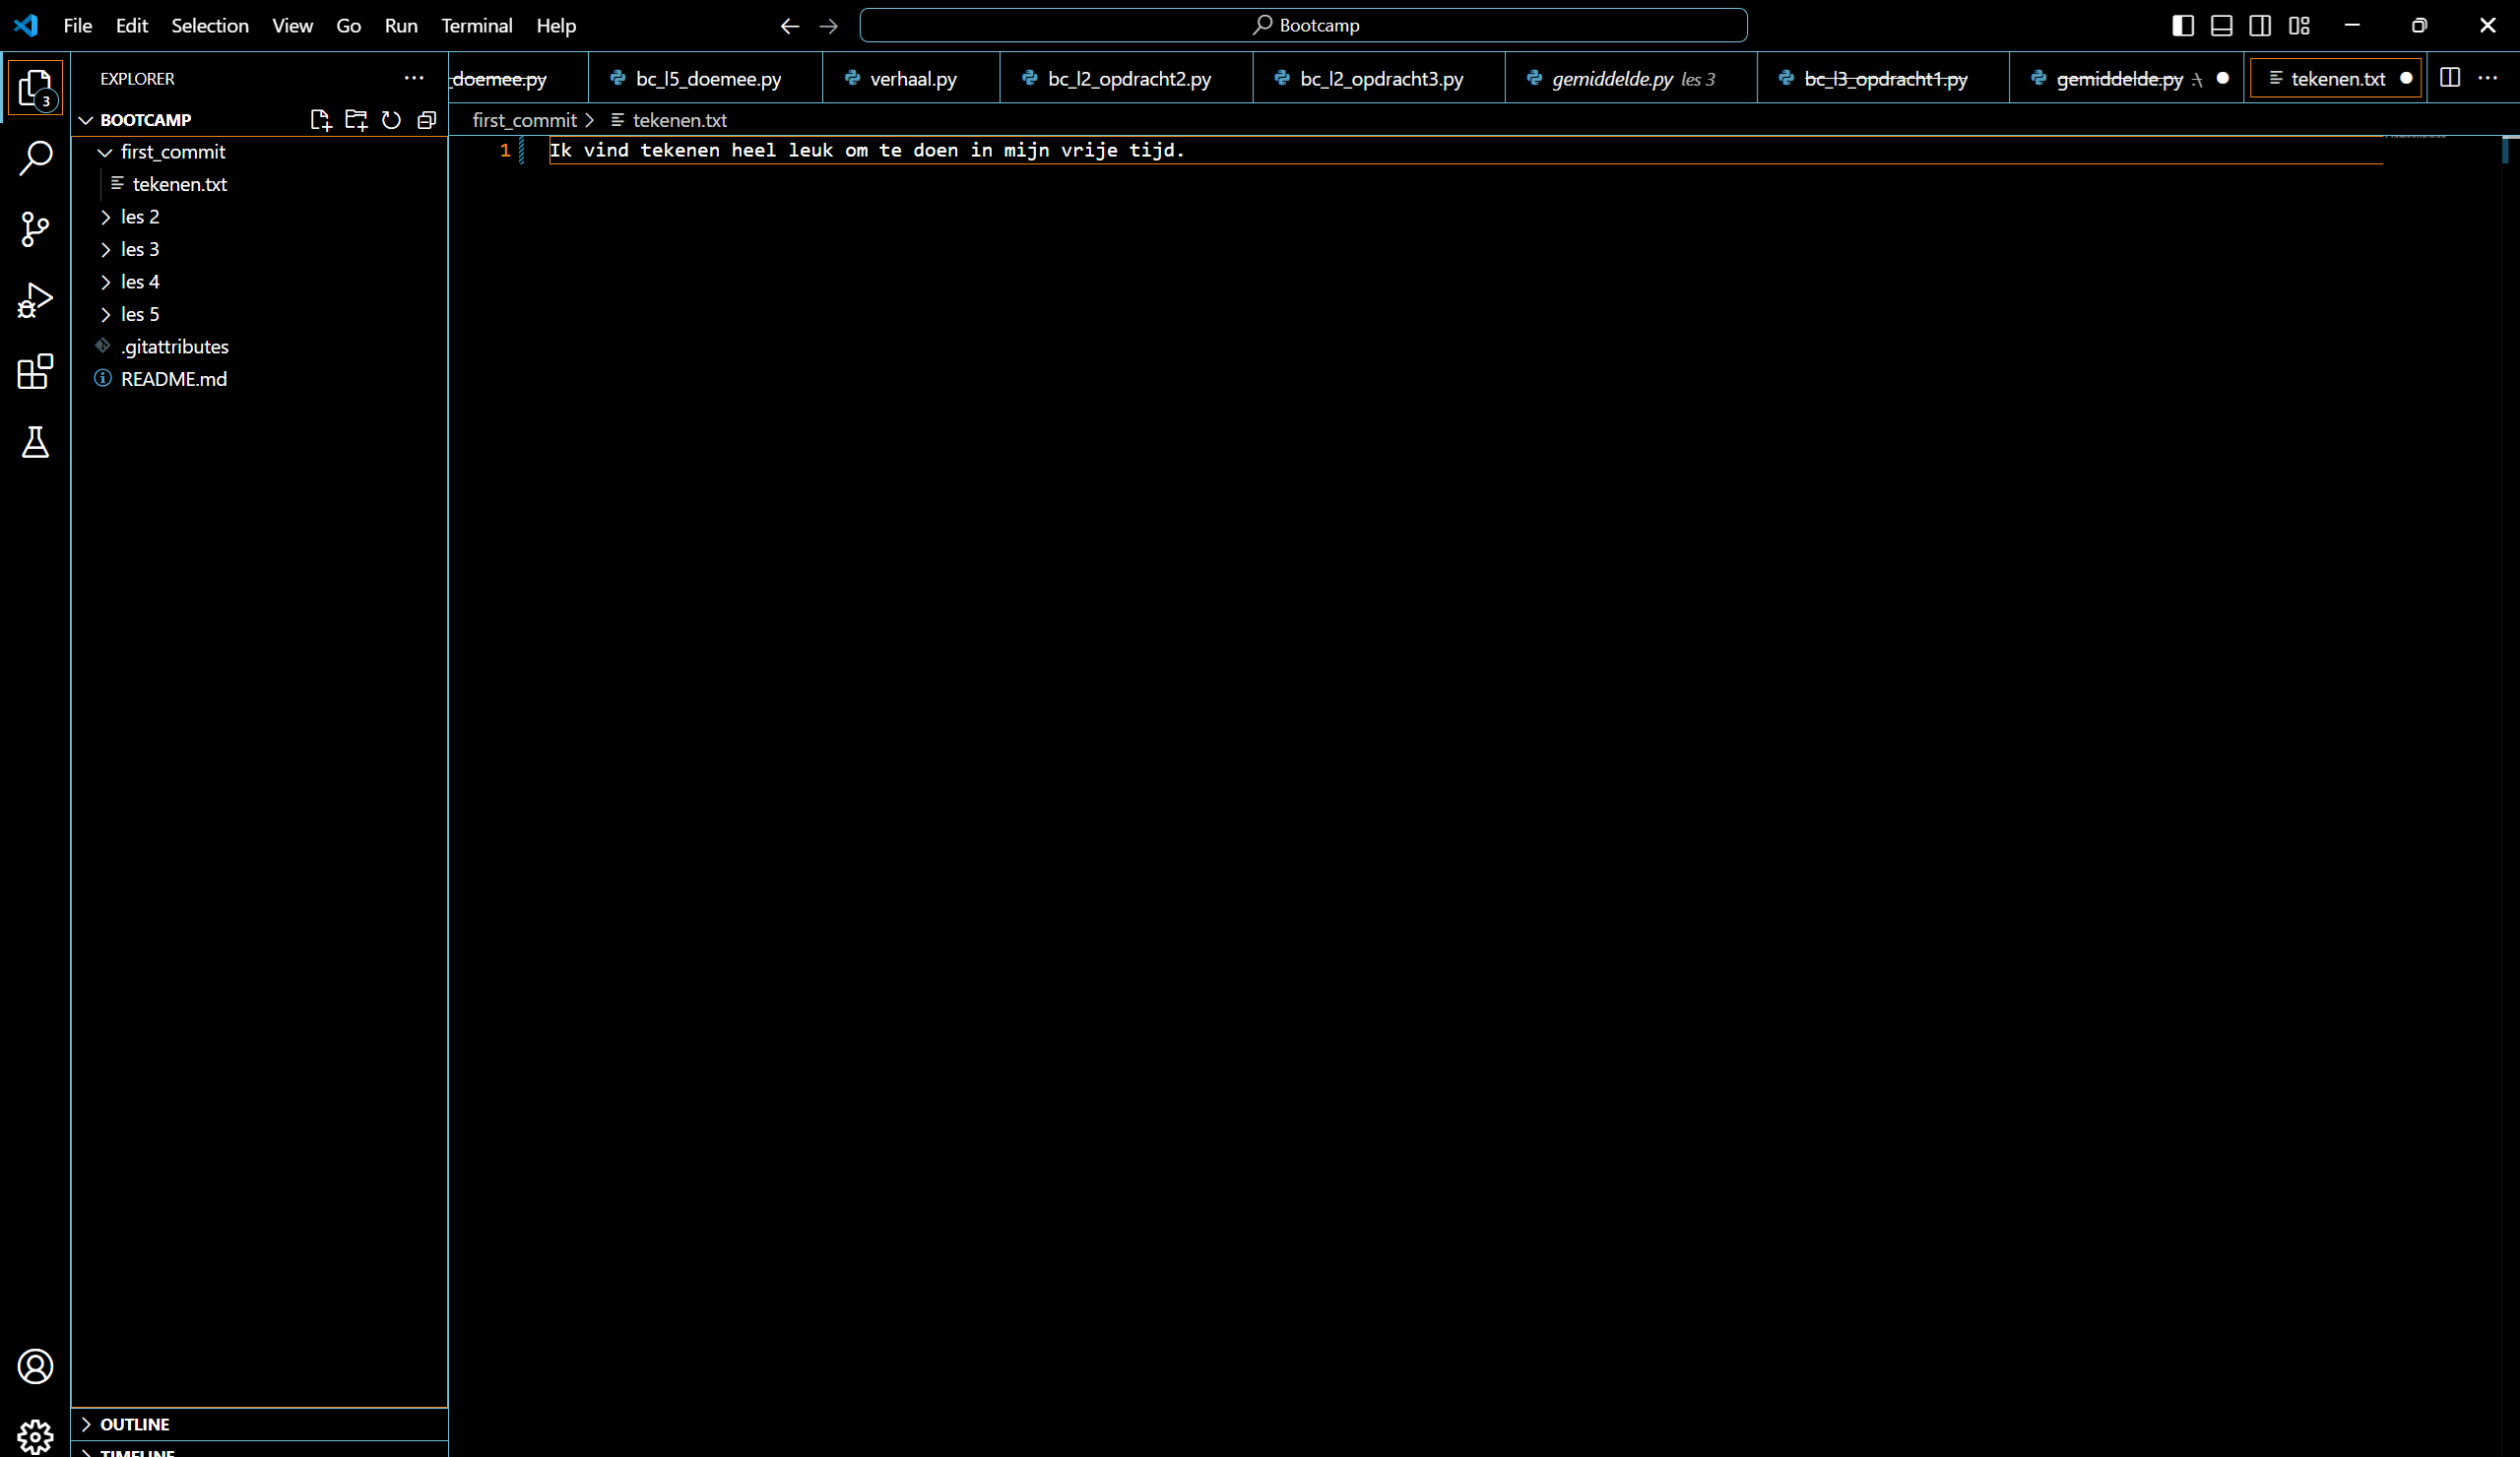 File Edit Selection View Go Run Terminal Help
Bootcamp
EXPLORER
doemee.py bc_l5_doemee.py verhaal.py bc_l2_opdracht2.py bc_l2_opdracht3.py gemiddelde.py les 3 bc_l3_opdracht1.py gemiddelde.py tekenen.txt
3
BOOTCAMP
first_commit > tekenen.txt
first_commit
1 Ik vind tekenen heel leuk om te doen in mijn vrije tijd.
tekenen.txt
les 2
les 3
les 4
les 5
.gitattributes
README.md
OUTLINE
TIMELINE